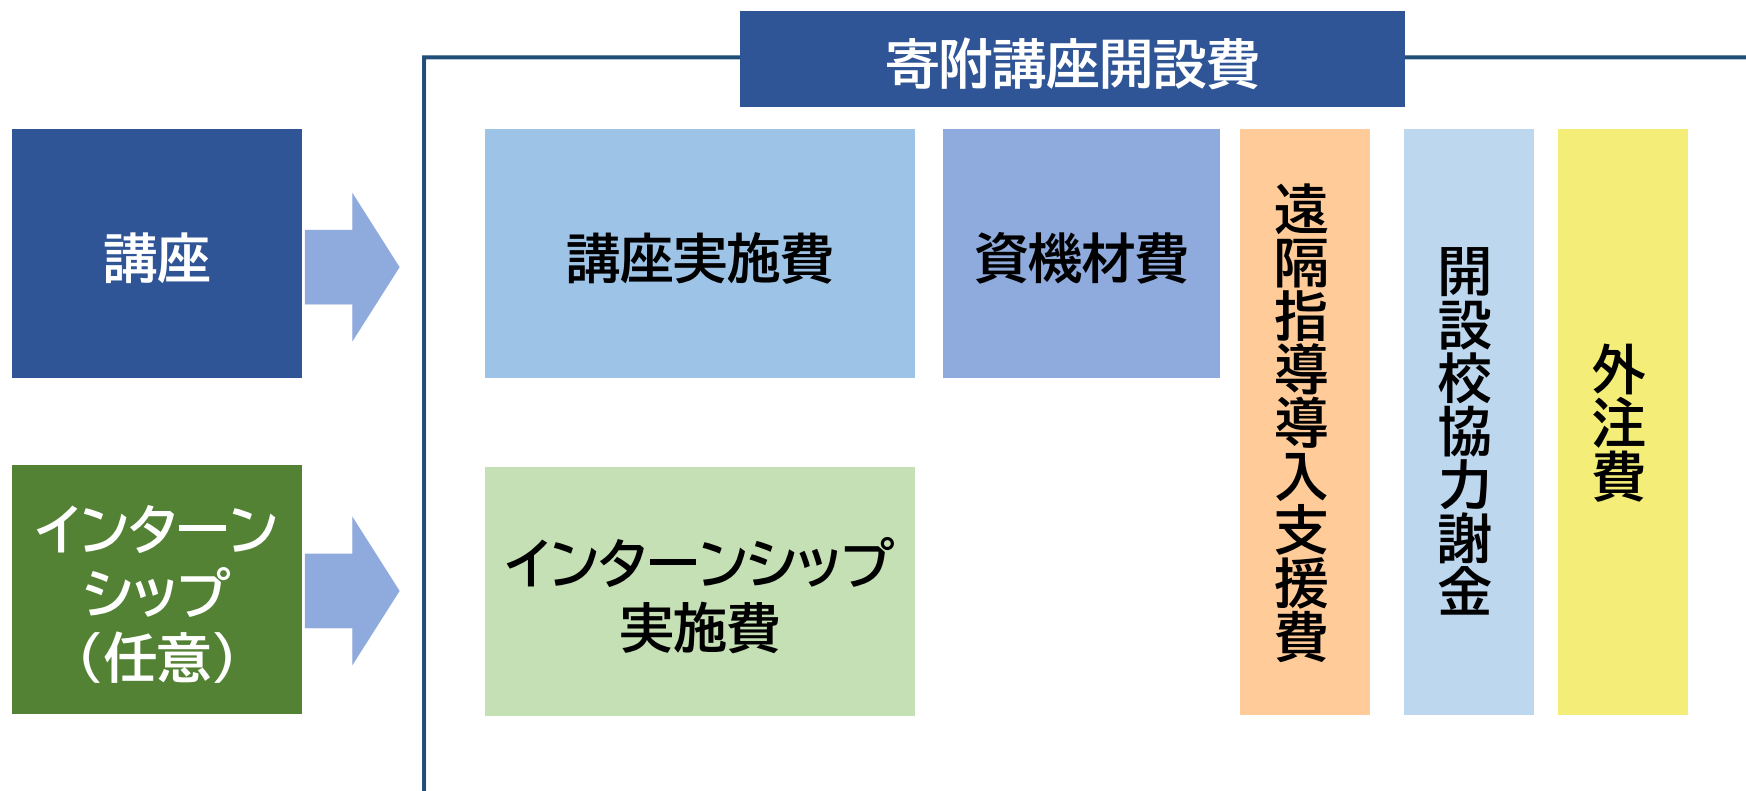 寄附講座開設費
講座
講座実施費
資機材費
遠隔指導導入支援費
開設校協力謝金
外注費
インターン
シップ
（任意）
インターンシップ
実施費